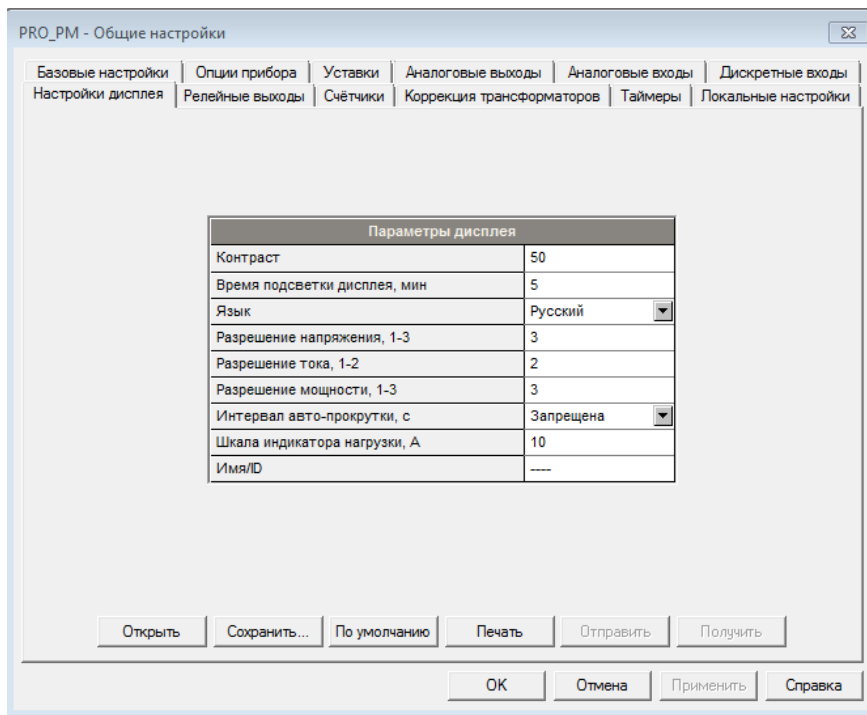 PRO_PM - Общие настройки
Базовые настройки Опции прибора Уставки Аналоговые выходы Аналоговые входы Дискретные входы
Настройки дисплея Релейные выходы Счётчики Коррекция трансформаторов Таймеры Локальные настройки
Параметры дисплея
Контраст 50
Время подсветки дисплея, мин 5
Язык Русский
Разрешение напряжения, 1-3 3
Разрешение тока, 1-2 2
Разрешение мощности, 1-3 3
Интервал авто-прокрутки, с Запрещена
Шкала индикатора нагрузки, А 10
Имя/ID ----
Открыть Сохранить... По умолчанию Печать Отправить Получить
OK Отмена Применить Справка